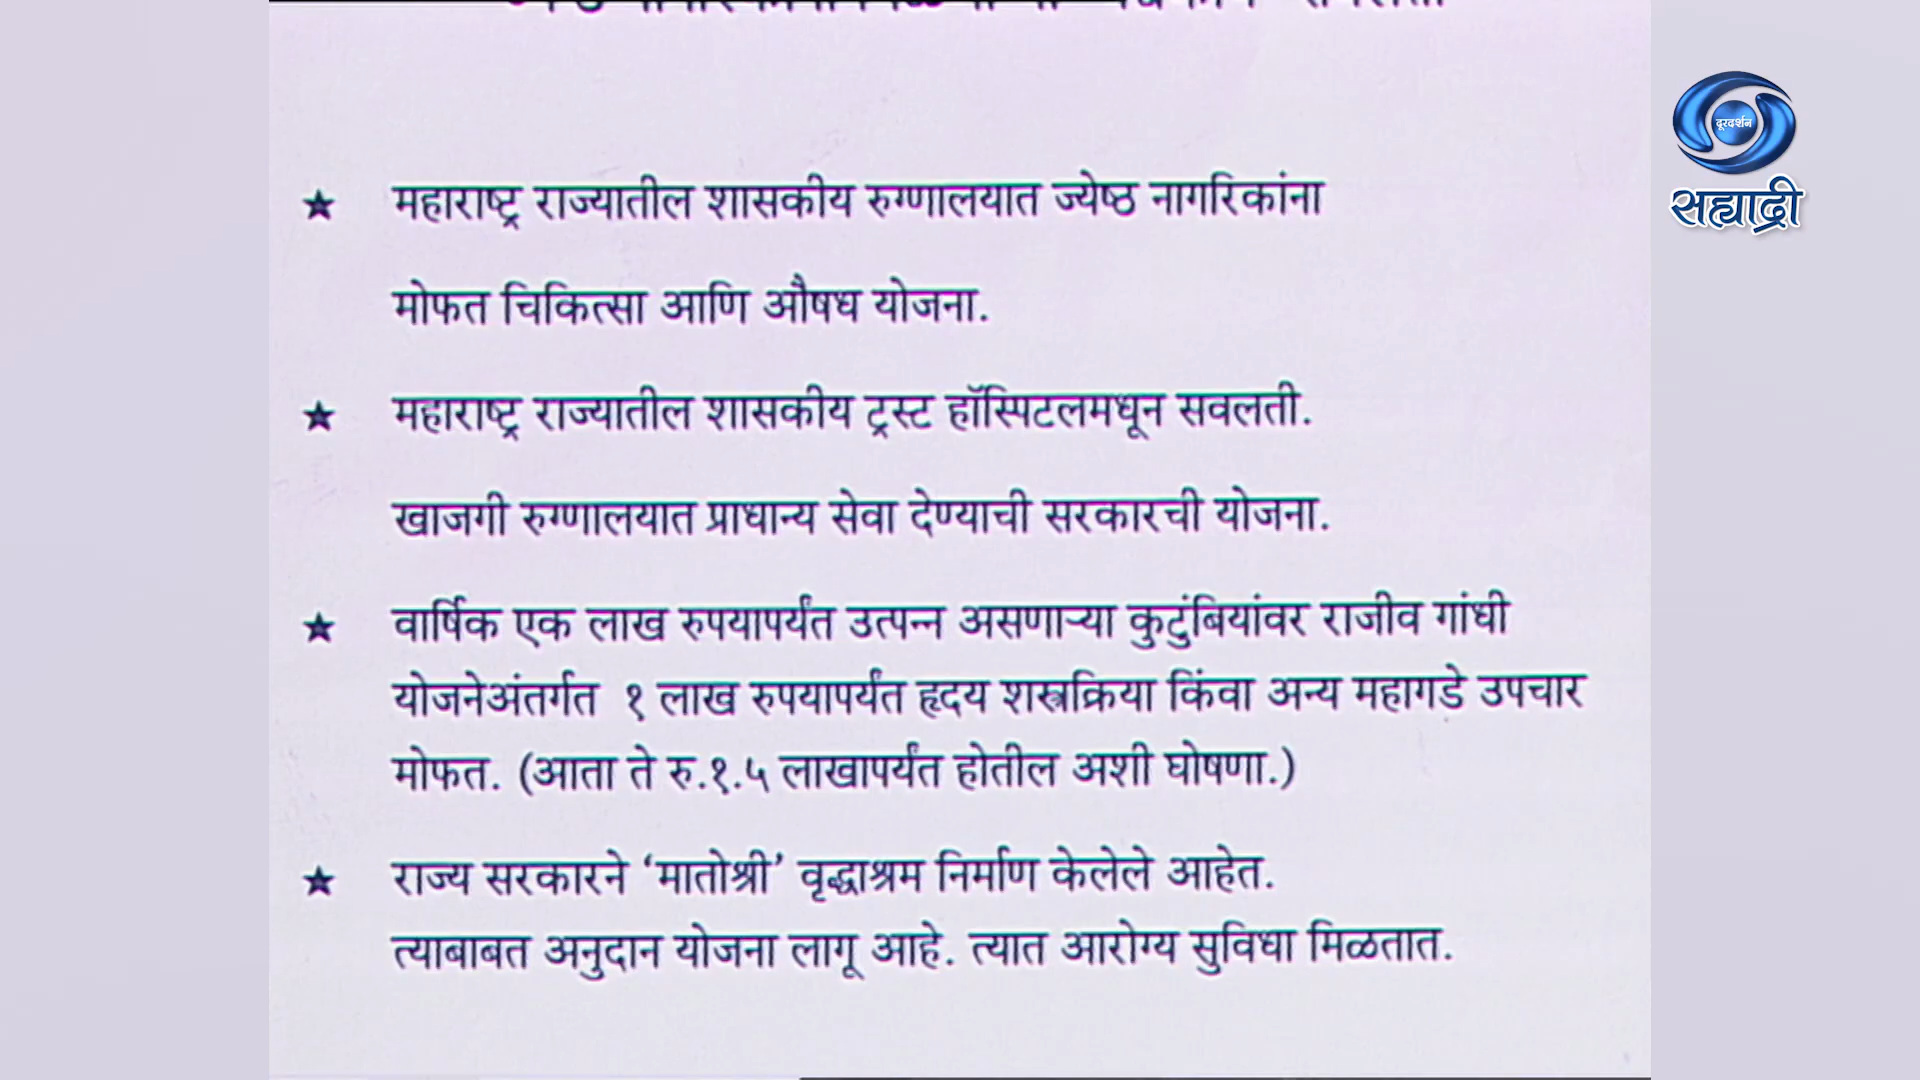 महाराष्ट्र राज्यातील शासकीय रुग्णालयात ज्येष्ठ नागरिकांना
मोफत चिकित्सा आणि औषध योजना.
महाराष्ट्र राज्यातील शासकीय ट्रस्ट हॉस्पिटलमधून सवलती.
खाजगी रुग्णालयात प्राधान्य सेवा देण्याची सरकारची योजना.
वार्षिक एक लाख रुपयापर्यंत उत्पन्न असणाऱ्या कुटुंबियांवर राजीव गांधी
योजनेअंतर्गत १ लाख रुपयापर्यंत हृदय शस्त्रक्रिया किंवा अन्य महागडे उपचार
मोफत. (आता ते रु.१.५ लाखापर्यंत होतील अशी घोषणा.)
राज्य सरकारने ‘मातोश्री’ वृद्धाश्रम निर्माण केलेले आहेत.
त्याबाबत अनुदान योजना लागू आहे. त्यात आरोग्य सुविधा मिळतात.
दूरदर्शन
सह्याद्री